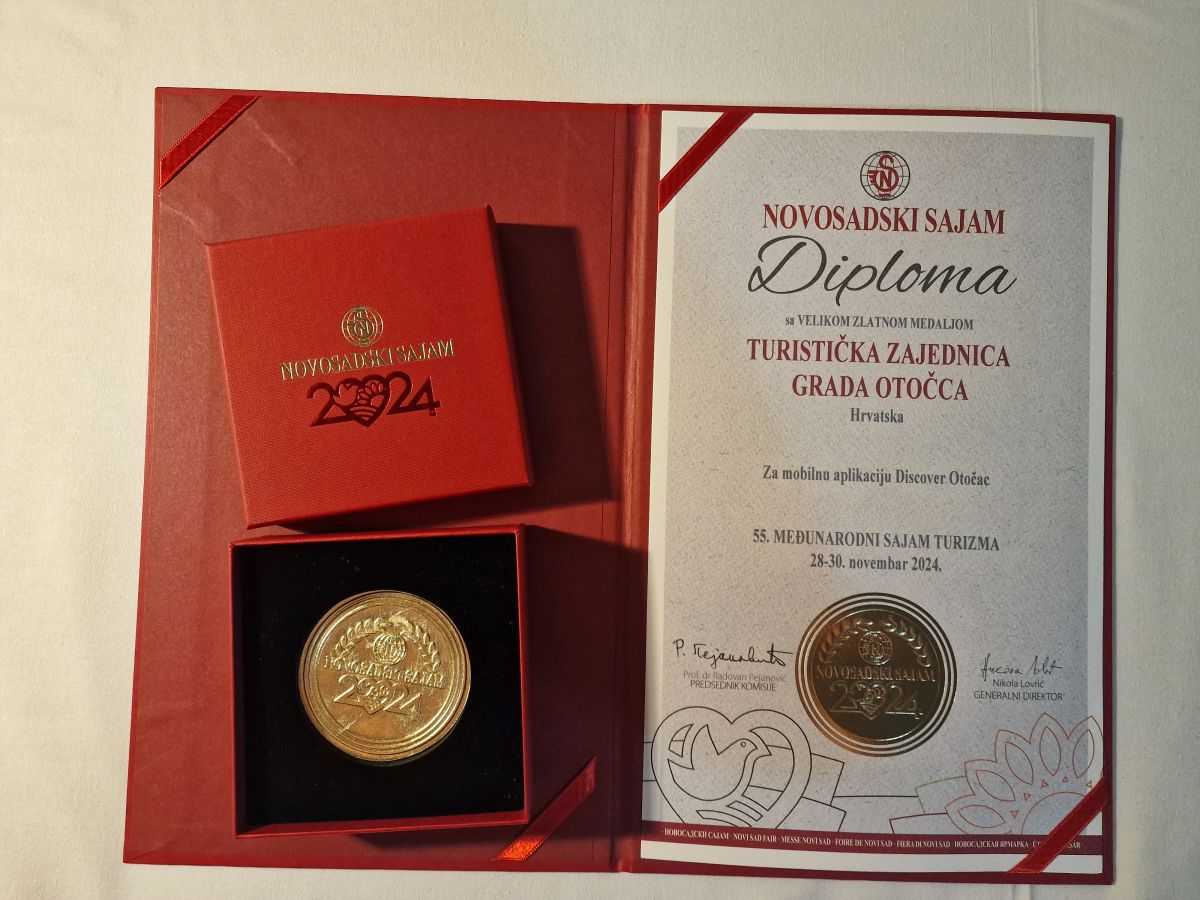 NOVOSADSKI SAJAM
2024
NOVOSADSKI SAJAM
2024
NOVOSADSKI SAJAM
Diploma
sa VELIKOM ZLATNOM MEDALJOM
TURISTIČKA ZAJEDNICA
GRADA OTOČCA
Hrvatska
Za mobilnu aplikaciju Discover Otočac
55. MEĐUNARODNI SAJAM TURIZMA
28-30. novembar 2024.
Prof. dr Radovan Pejanović
PREDSEDNIK KOMISIJE
NOVOSADSKI SAJAM
2024
Nikola Lovrić
GENERALNI DIREKTOR
· НОВОСАДСКИ САЈАМ · NOVI SAD FAIR · MESSE NOVI SAD · FOIRE DE NOVI SAD · FIERA DI NOVI SAD · НОВОСАДСКАЯ ЯРМАРКА ·